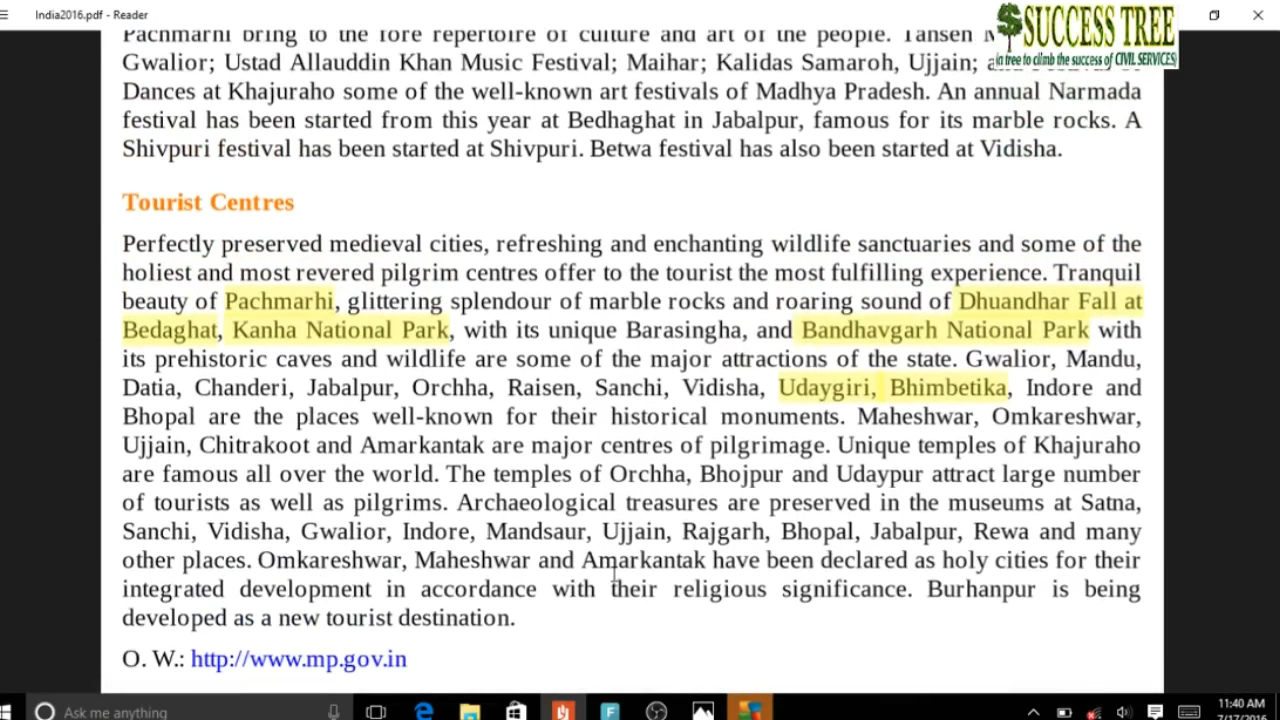 India2016.pdf - Reader
SUCCESS TREE
(a tree to climb the success of CIVIL SERVICES)
Pachmarhi bring to the fore repertoire of culture and art of the people. Tansen
Gwalior; Ustad Allauddin Khan Music Festival; Maihar; Kalidas Samaroh, Ujjain;
Dances at Khajuraho some of the well-known art festivals of Madhya Pradesh. An annual Narmada
festival has been started from this year at Bedhaghat in Jabalpur, famous for its marble rocks. A
Shivpuri festival has been started at Shivpuri. Betwa festival has also been started at Vidisha.
Tourist Centres
Perfectly preserved medieval cities, refreshing and enchanting wildlife sanctuaries and some of the
holiest and most revered pilgrim centres offer to the tourist the most fulfilling experience. Tranquil
beauty of Pachmarhi, glittering splendour of marble rocks and roaring sound of Dhuandhar Fall at
Bedaghat, Kanha National Park, with its unique Barasingha, and Bandhavgarh National Park with
its prehistoric caves and wildlife are some of the major attractions of the state. Gwalior, Mandu,
Datia, Chanderi, Jabalpur, Orchha, Raisen, Sanchi, Vidisha, Udaygiri, Bhimbetika, Indore and
Bhopal are the places well-known for their historical monuments. Maheshwar, Omkareshwar,
Ujjain, Chitrakoot and Amarkantak are major centres of pilgrimage. Unique temples of Khajuraho
are famous all over the world. The temples of Orchha, Bhojpur and Udaypur attract large number
of tourists as well as pilgrims. Archaeological treasures are preserved in the museums at Satna,
Sanchi, Vidisha, Gwalior, Indore, Mandsaur, Ujjain, Rajgarh, Bhopal, Jabalpur, Rewa and many
other places. Omkareshwar, Maheshwar and Amarkantak have been declared as holy cities for their
integrated development in accordance with their religious significance. Burhanpur is being
developed as a new tourist destination.
O. W.: http://www.mp.gov.in
Ask me anything
11:40 AM
7/17/2016